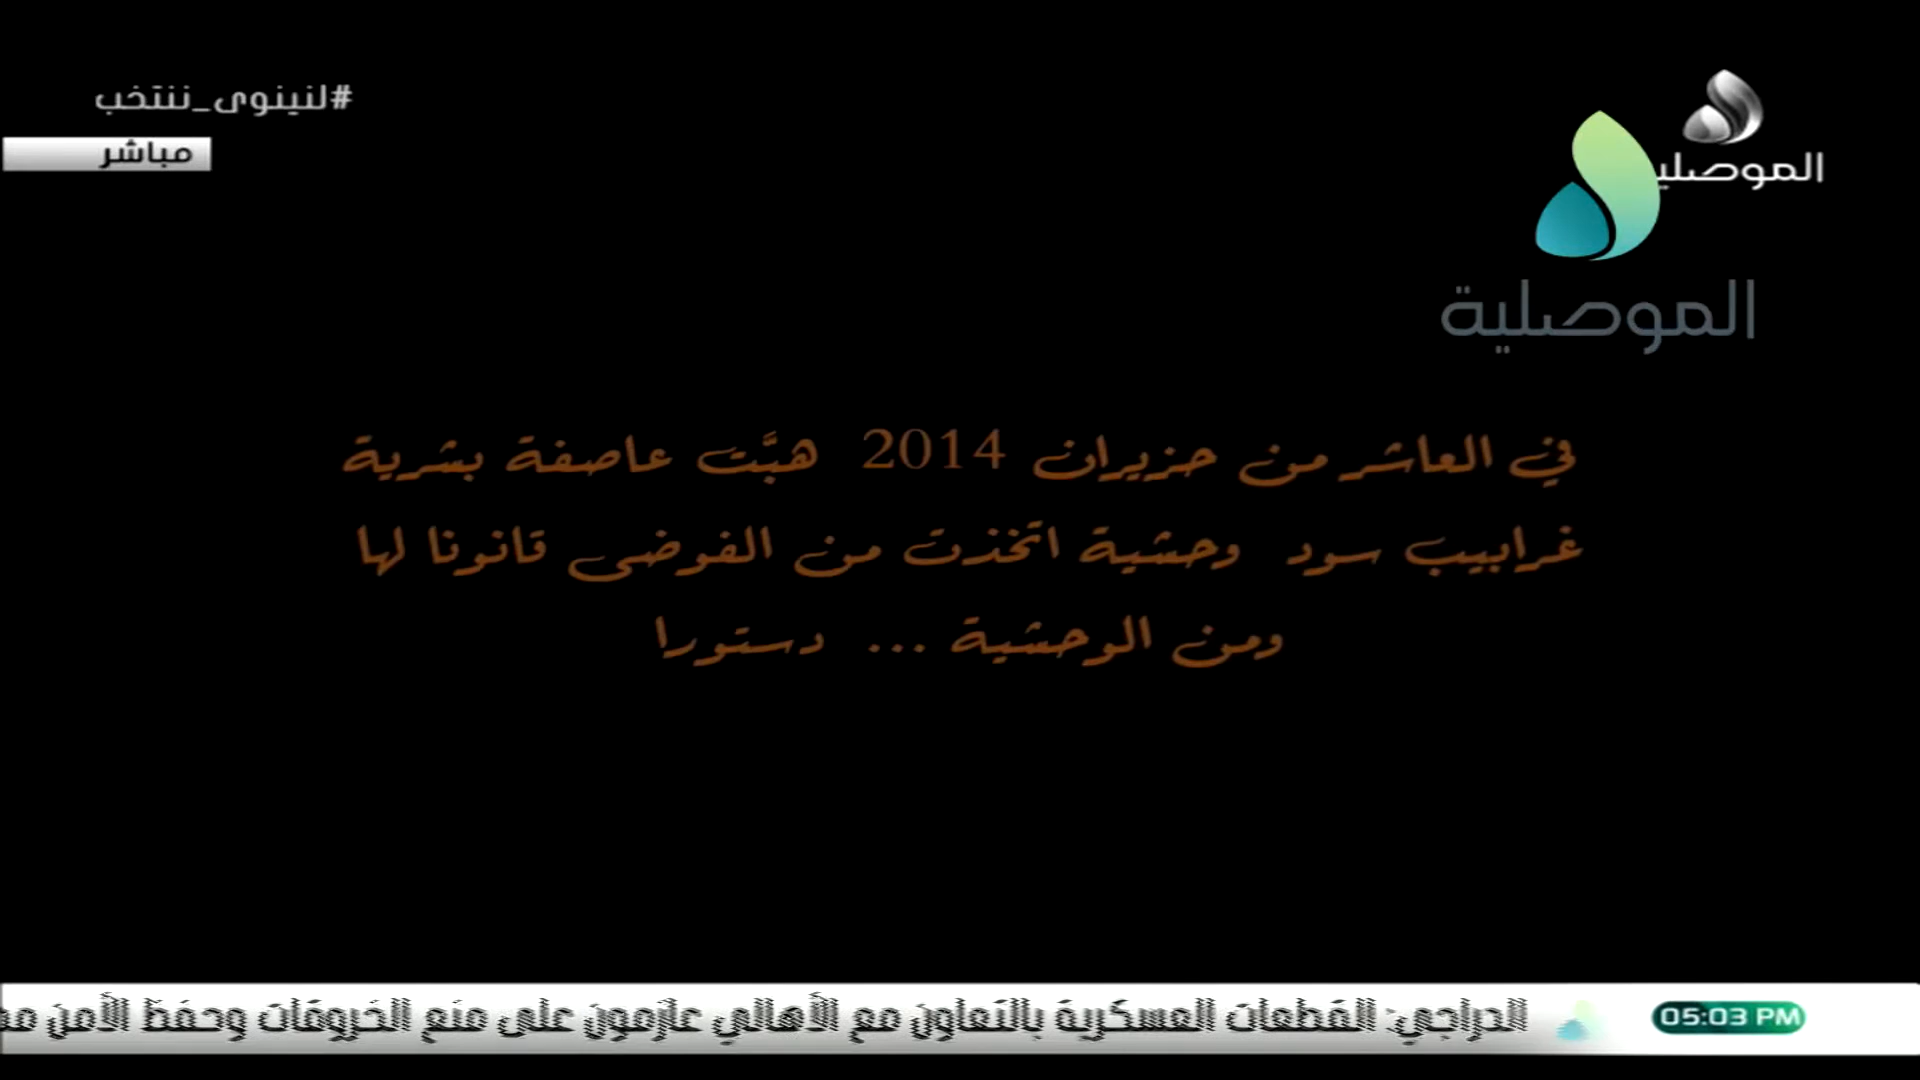 #لنينوى_ننتخب
مباشر
الموصلية
الموصلية
في العاشر من حزيران 2014 هبَّت عاصفة بشرية
غرابيب سود وحشية اتخذت من الفوضى قانونا لها
ومن الوحشية ... دستورا
القطعات العسكرية بالتعاون مع الأهالي عازمون على منع الخروقات وحفظ الأمن
05:03 PM